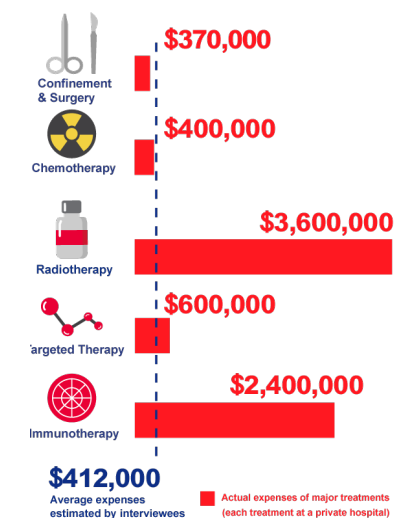 $370,000
Confinement
& Surgery
$400,000
Chemotherapy
$3,600,000
Radiotherapy
$600,000
Targeted Therapy
$2,400,000
Immunotherapy
$412,000
Average expenses
estimated by interviewees
Actual expenses of major treatments
(each treatment at a private hospital)